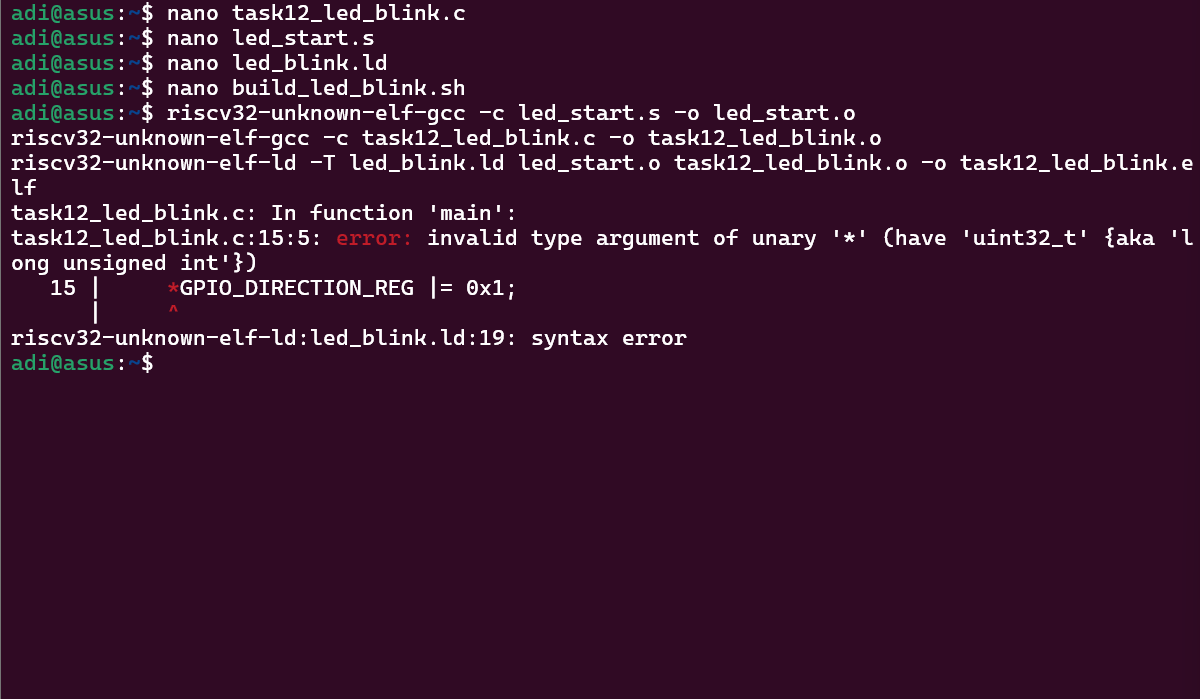 adi@asus:~$ nano task12_led_blink.c
adi@asus:~$ nano led_start.s
adi@asus:~$ nano led_blink.ld
adi@asus:~$ nano build_led_blink.sh
adi@asus:~$ riscv32-unknown-elf-gcc -c led_start.s -o led_start.o
riscv32-unknown-elf-gcc -c task12_led_blink.c -o task12_led_blink.o
riscv32-unknown-elf-ld -T led_blink.ld led_start.o task12_led_blink.o -o task12_led_blink.e
lf
task12_led_blink.c: In function 'main':
task12_led_blink.c:15:5: error: invalid type argument of unary '*' (have 'uint32_t' {aka 'l
ong unsigned int'})
   15 |     *GPIO_DIRECTION_REG |= 0x1;
      |     ^
riscv32-unknown-elf-ld:led_blink.ld:19: syntax error
adi@asus:~$